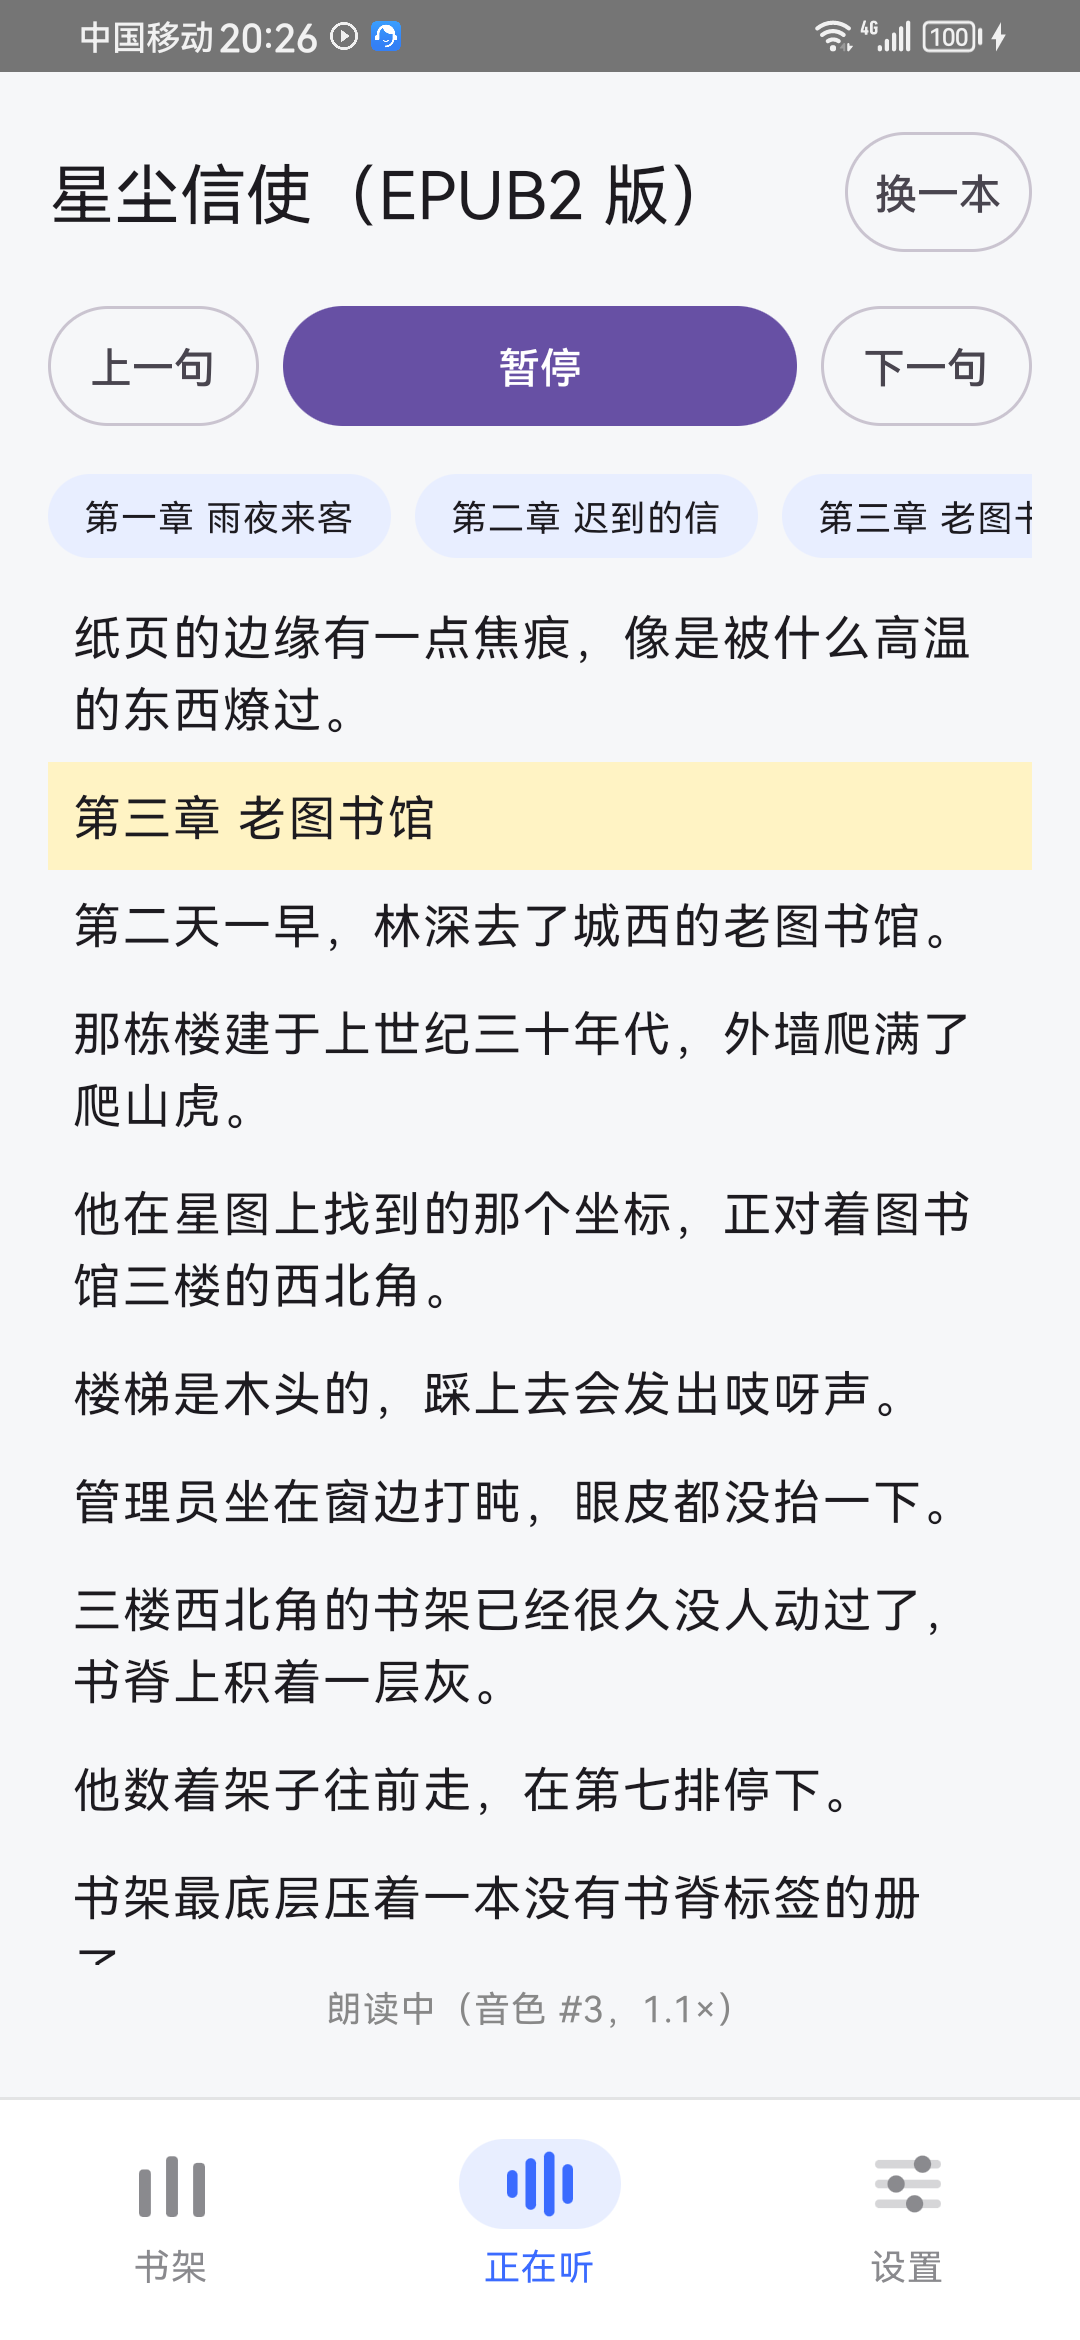 中国移动 20:26 4G 100
星尘信使（EPUB2 版）
换一本
上一句
暂停
下一句
第一章 雨夜来客
第二章 迟到的信
第三章 老图
纸页的边缘有一点焦痕，像是被什么高温
的东西燎过。
第三章 老图书馆
第二天一早，林深去了城西的老图书馆。
那栋楼建于上世纪三十年代，外墙爬满了
爬山虎。
他在星图上找到的那个坐标，正对着图书
馆三楼的西北角。
楼梯是木头的，踩上去会发出吱呀声。
管理员坐在窗边打盹，眼皮都没抬一下。
三楼西北角的书架已经很久没人动过了，
书脊上积着一层灰。
他数着架子往前走，在第七排停下。
书架最底层压着一本没有书脊标签的册
朗读中（音色 #3，1.1×）
书架
正在听
设置